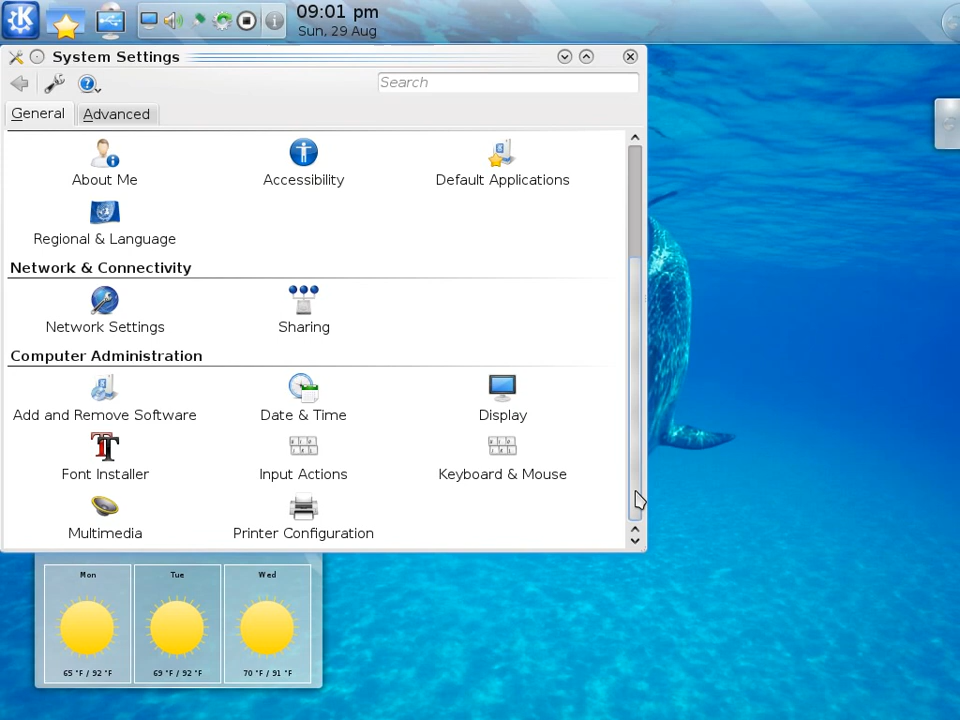 09:01 pm
Sun, 29 Aug
System Settings
Search
General Advanced
About Me Accessibility Default Applications
Regional & Language
Network & Connectivity
Network Settings Sharing
Computer Administration
Add and Remove Software Date & Time Display
Font Installer Input Actions Keyboard & Mouse
Multimedia Printer Configuration
Mon Tue Wed
65 °F / 92 °F 69 °F / 92 °F 70 °F / 91 °F